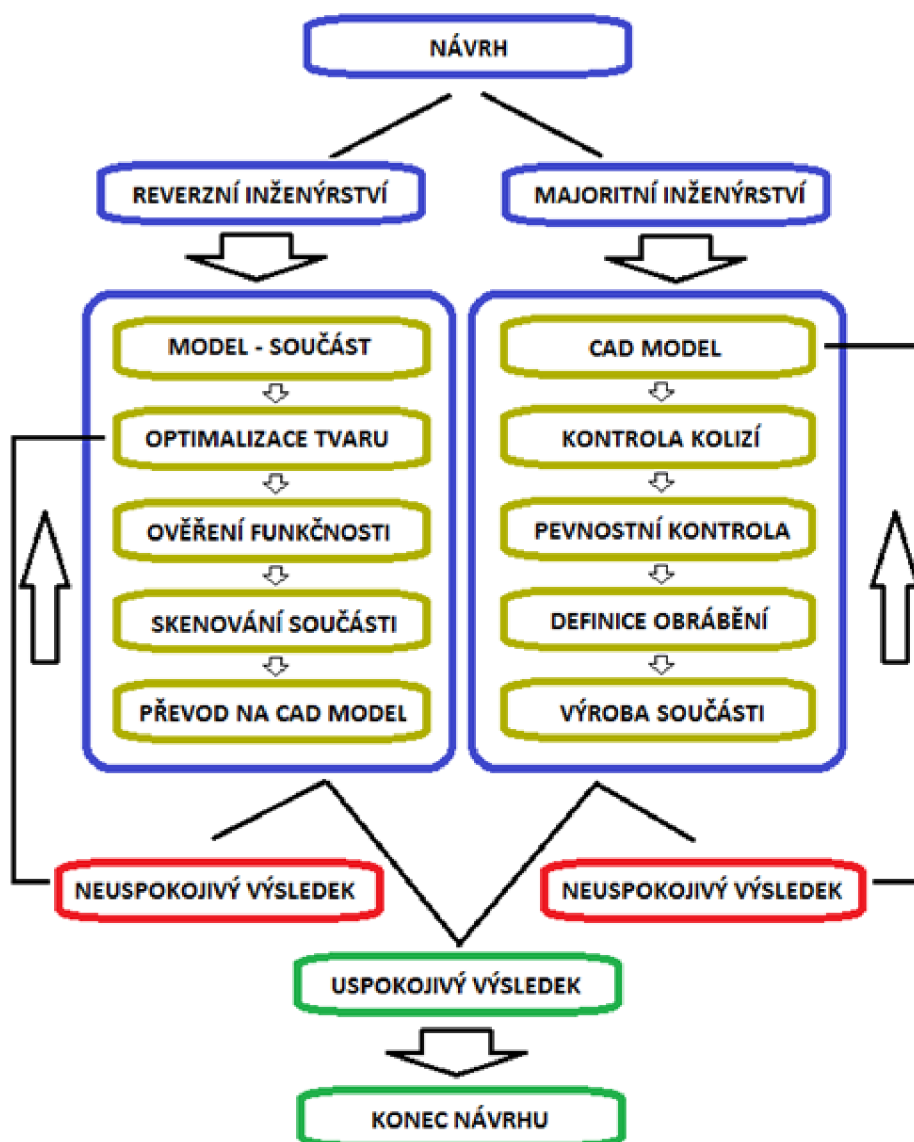 NÁVRH
REVERZNÍ INŽENÝRSTVÍ
MAJORITNÍ INŽENÝRSTVÍ
MODEL - SOUČÁST
OPTIMALIZACE TVARU
OVĚŘENÍ FUNKČNOSTI
SKENOVÁNÍ SOUČÁSTI
PŘEVOD NA CAD MODEL
CAD MODEL
KONTROLA KOLIZÍ
PEVNOSTNÍ KONTROLA
DEFINICE OBRÁBĚNÍ
VÝROBA SOUČÁSTI
NEUSPOKOJIVÝ VÝSLEDEK
NEUSPOKOJIVÝ VÝSLEDEK
USPOKOJIVÝ VÝSLEDEK
KONEC NÁVRHU